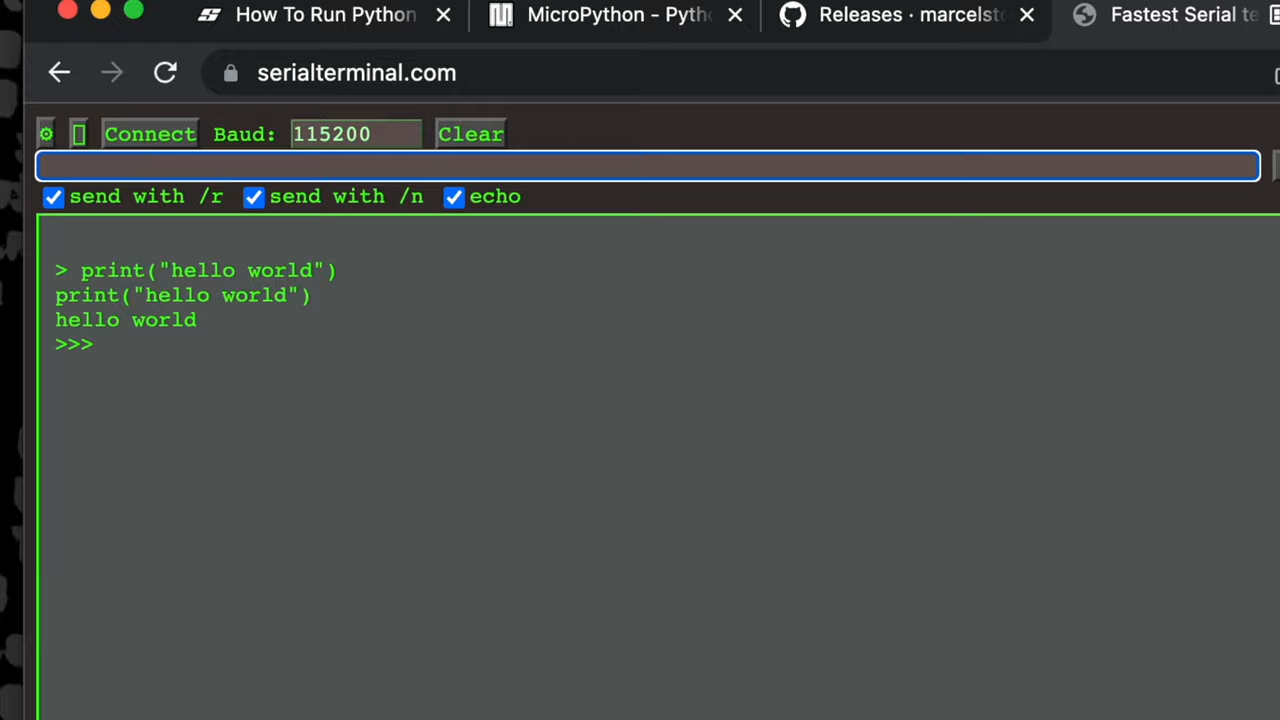 How To Run Python
MicroPython - Pyth
Releases · marcelsto
Fastest Serial te
serialterminal.com
Connect Baud: 115200 Clear
send with /r send with /n echo
> print("hello world")
print("hello world")
hello world
>>>